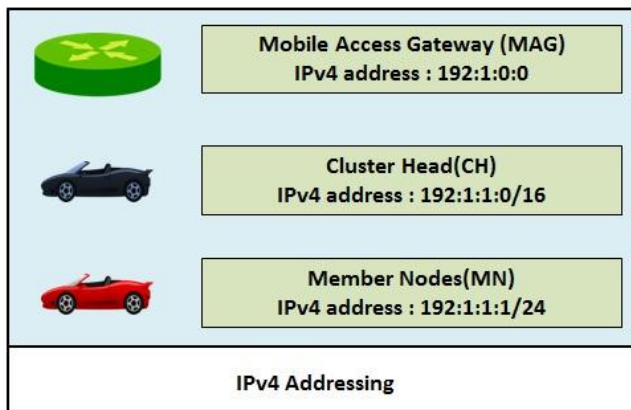 Mobile Access Gateway (MAG)
IPv4 address : 192:1:0:0
Cluster Head(CH)
IPv4 address : 192:1:1:0/16
Member Nodes(MN)
IPv4 address : 192:1:1:1/24
IPv4 Addressing